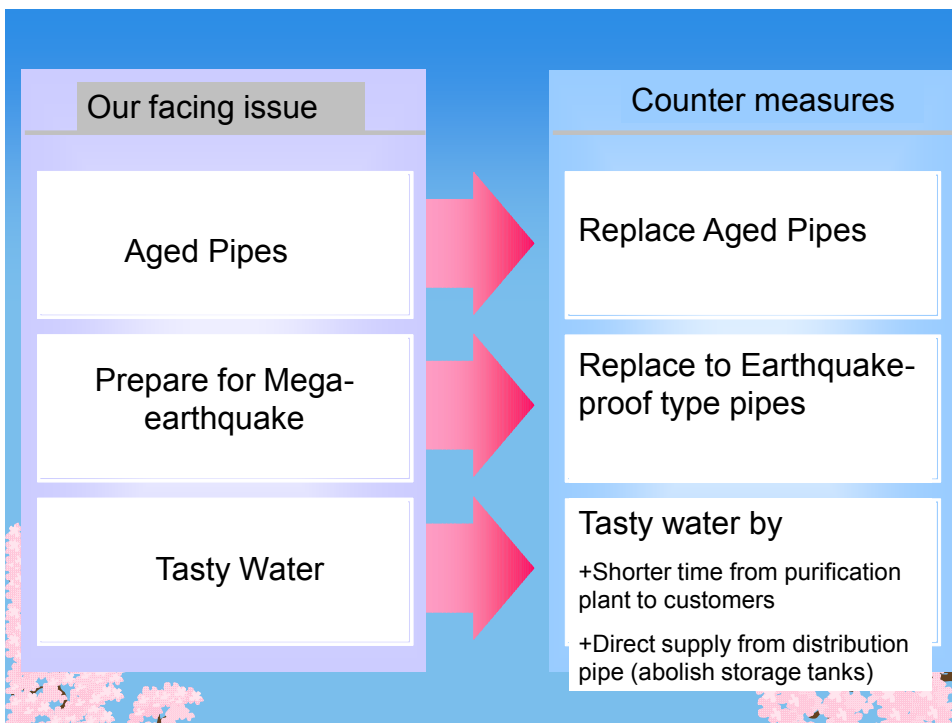 Our facing issue
Counter measures
Aged Pipes
Replace Aged Pipes
Prepare for Mega-
earthquake
Replace to Earthquake-
proof type pipes
Tasty Water
Tasty water by
+Shorter time from purification
plant to customers
+Direct supply from distribution
pipe (abolish storage tanks)